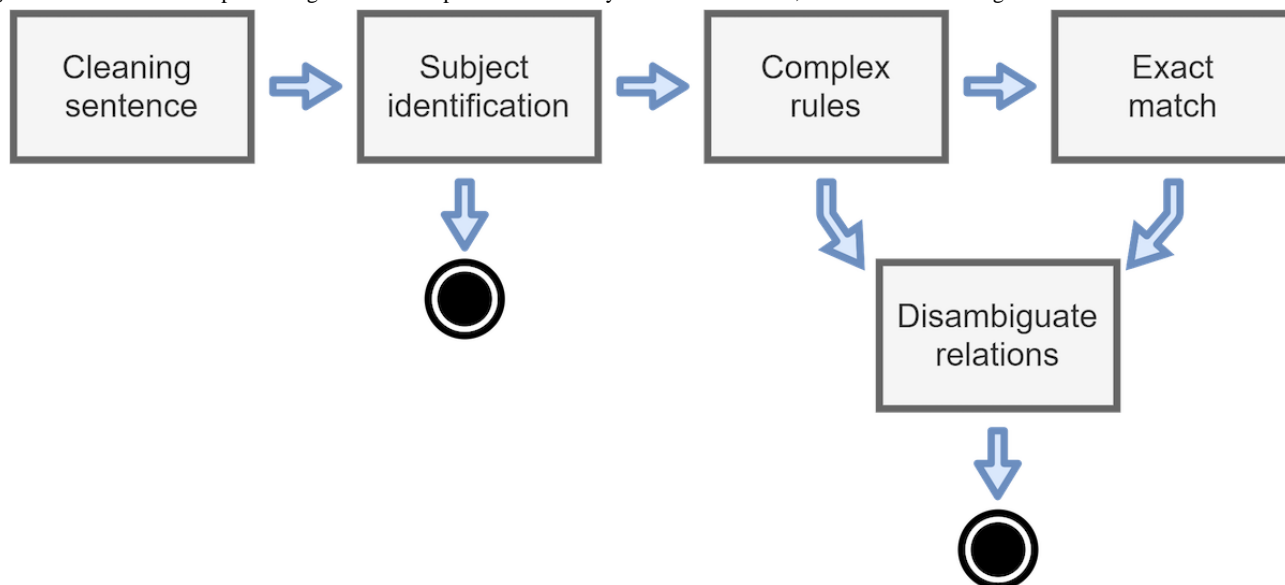 Cleaning
sentence
Subject
identification
Complex
rules
Exact
match
Disambiguate
relations